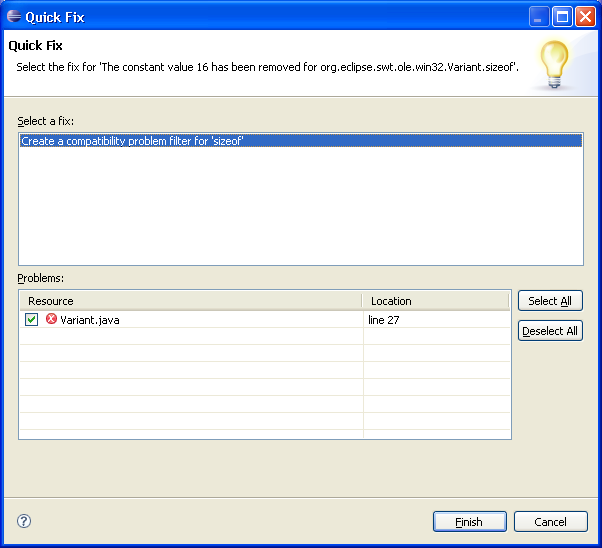 Quick Fix
Quick Fix
Select the fix for 'The constant value 16 has been removed for org.eclipse.swt.ole.win32.Variant.sizeof'.
Select a fix:
Create a compatibility problem filter for 'sizeof'
Problems:
Resource Location
Select All
Variant.java line 27
Deselect All
Finish Cancel